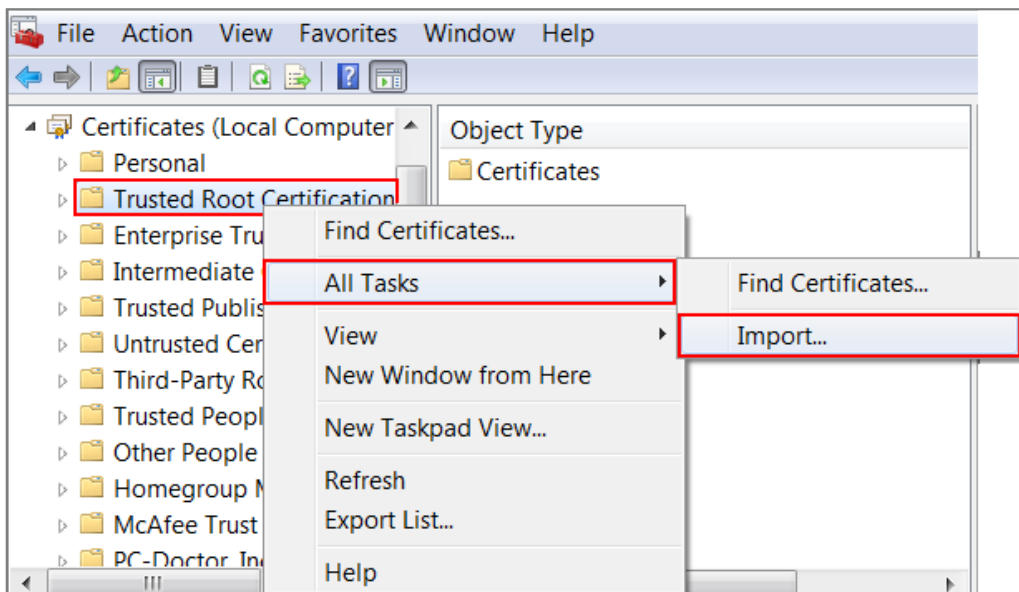 File Action View Favorites Window Help
Certificates (Local Computer
Personal
Trusted Root Certification
Enterprise Tru
Intermediate
Trusted Publis
Untrusted Cer
Third-Party Ro
Trusted Peopl
Other People
Homegroup M
McAfee Trust
PC-Doctor, In
Object Type
Certificates
Find Certificates...
All Tasks
View
New Window from Here
New Taskpad View...
Refresh
Export List...
Help
Find Certificates...
Import...